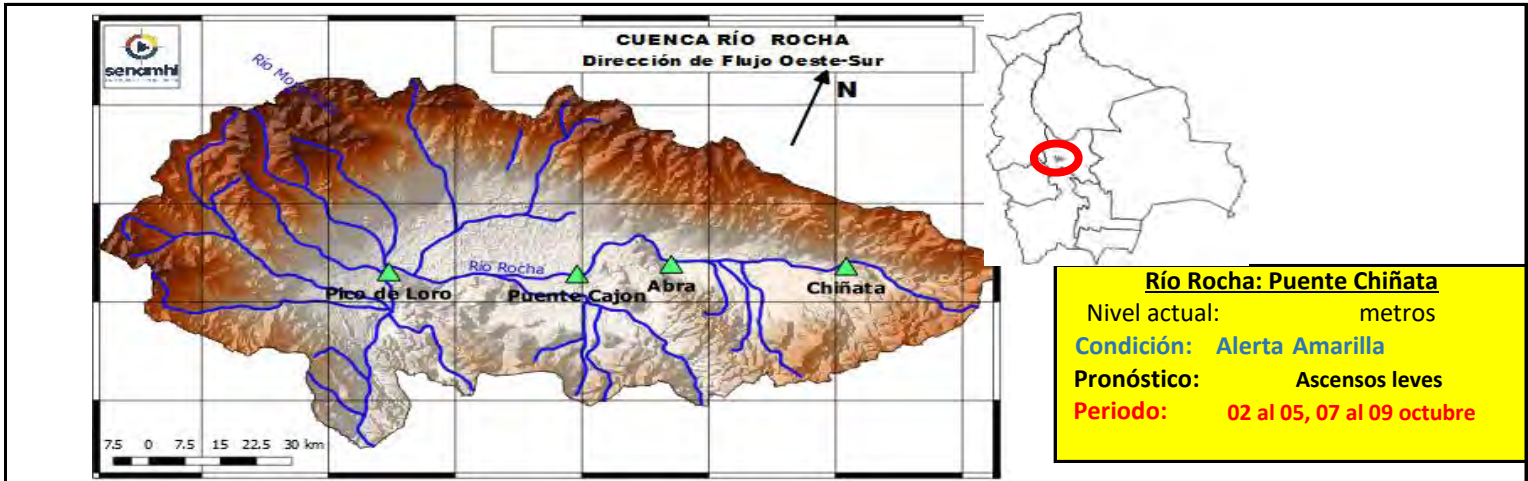 senamhi
CUENCA RÍO ROCHA
Dirección de Flujo Oeste-Sur
N
Río Rocha
Pico de Loro
Puente Cajon
Abra
Chiñata
7.5 0 7.5 15 22.5 30 km
Río Rocha: Puente Chiñata
Nivel actual: metros
Condición: Alerta Amarilla
Pronóstico: Ascensos leves
Periodo: 02 al 05, 07 al 09 octubre